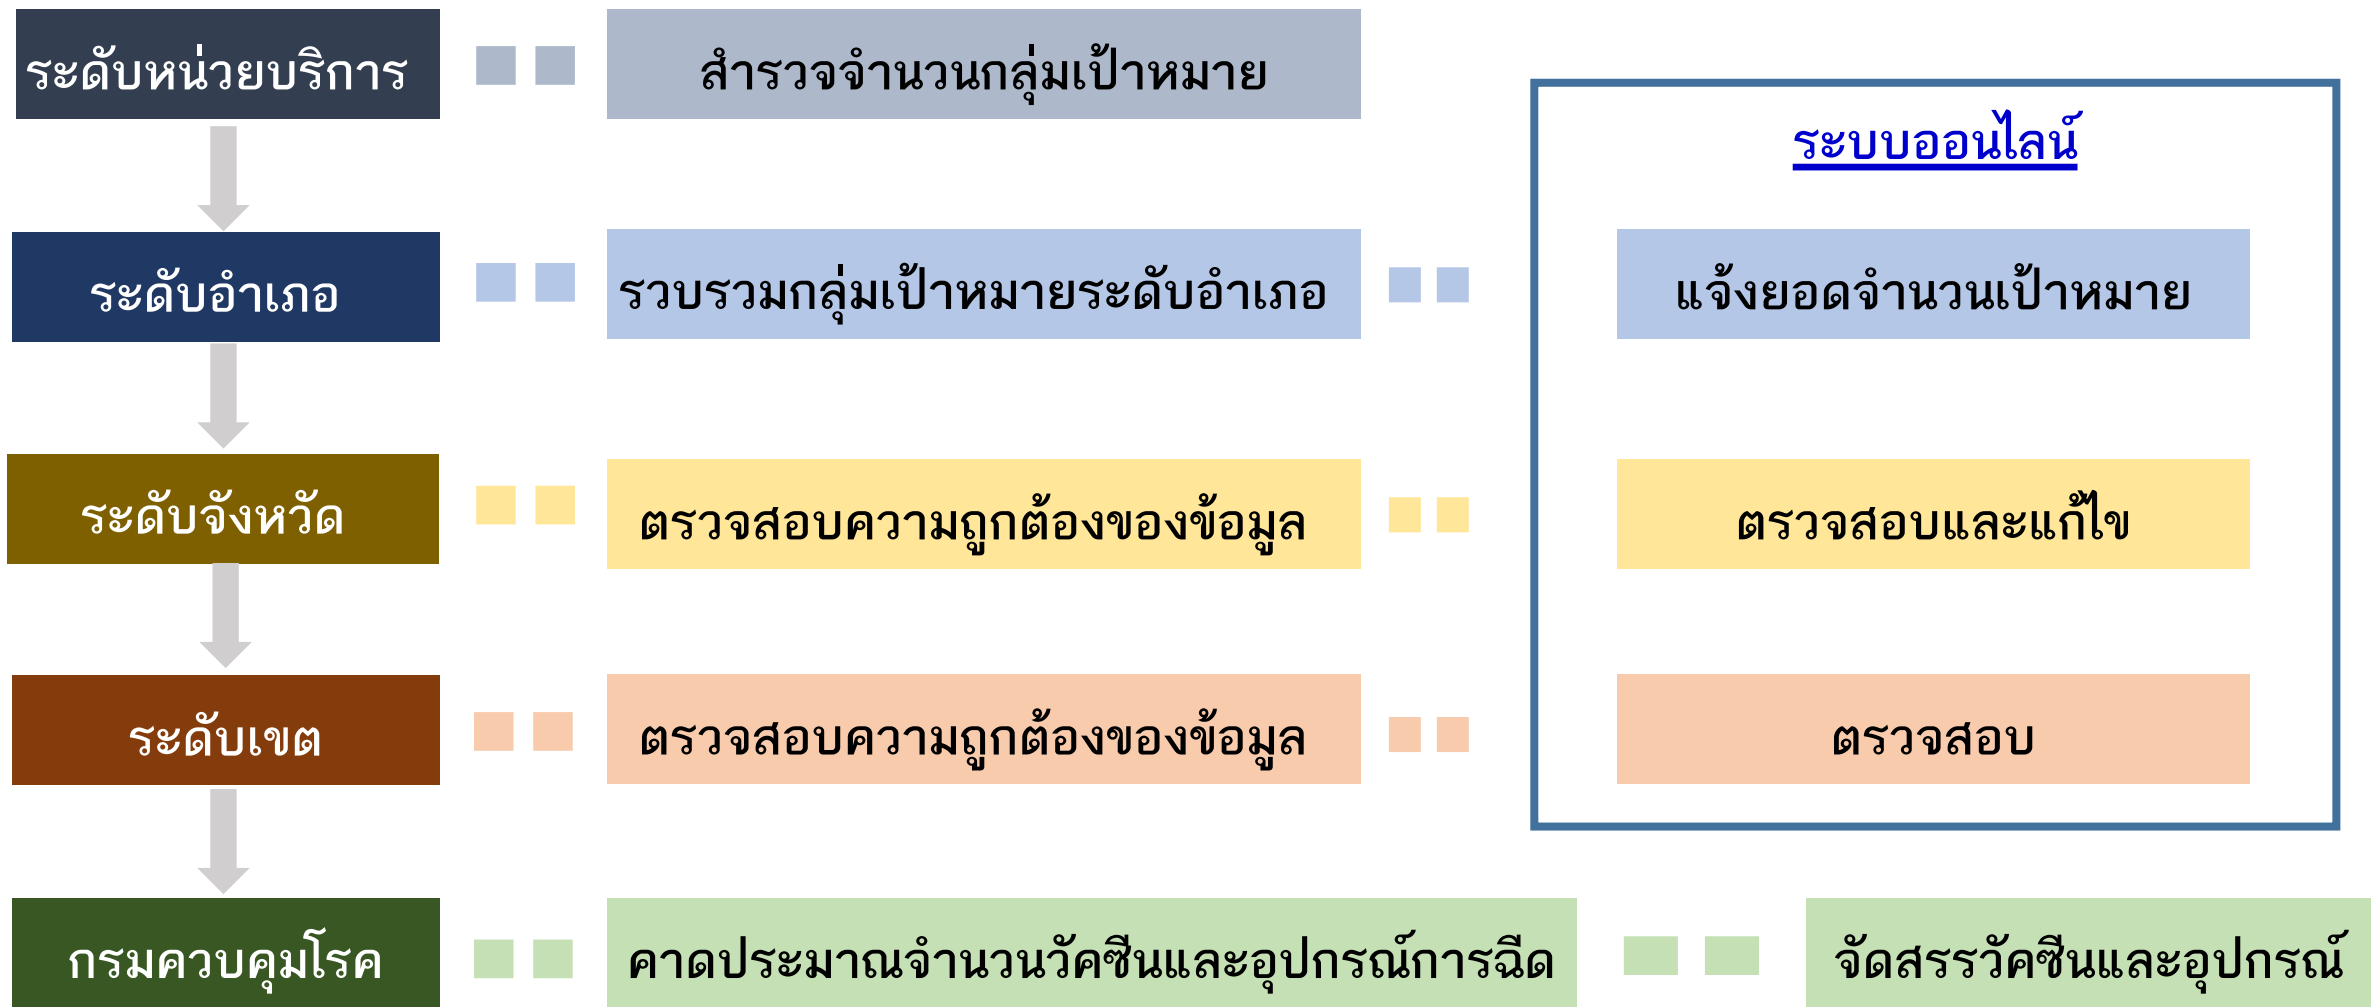 ระดับหน่วยบริการ
สำรวจจำนวนกลุ่มเป้าหมาย
ระบบออนไลน์
ระดับอำเภอ
รวบรวมกลุ่มเป้าหมายระดับอำเภอ
แจ้งยอดจำนวนเป้าหมาย
ระดับจังหวัด
ตรวจสอบความถูกต้องของข้อมูล
ตรวจสอบและแก้ไข
ระดับเขต
ตรวจสอบความถูกต้องของข้อมูล
ตรวจสอบ
กรมควบคุมโรค
คาดประมาณจำนวนวัคซีนและอุปกรณ์การฉีด
จัดสรรวัคซีนและอุปกรณ์